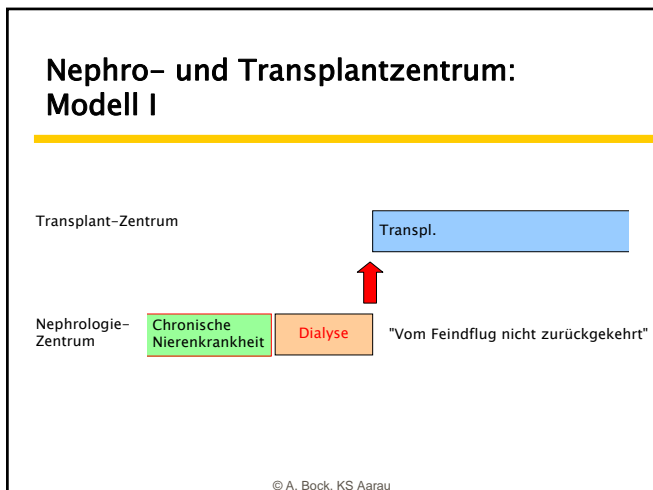 Nephro- und Transplantzentrum:
Modell I
Transplant-Zentrum
Transpl.
Nephrologie-
Zentrum
Chronische
Nierenkrankheit
Dialyse
"Vom Feindflug nicht zurückgekehrt"
© A. Bock, KS Aarau